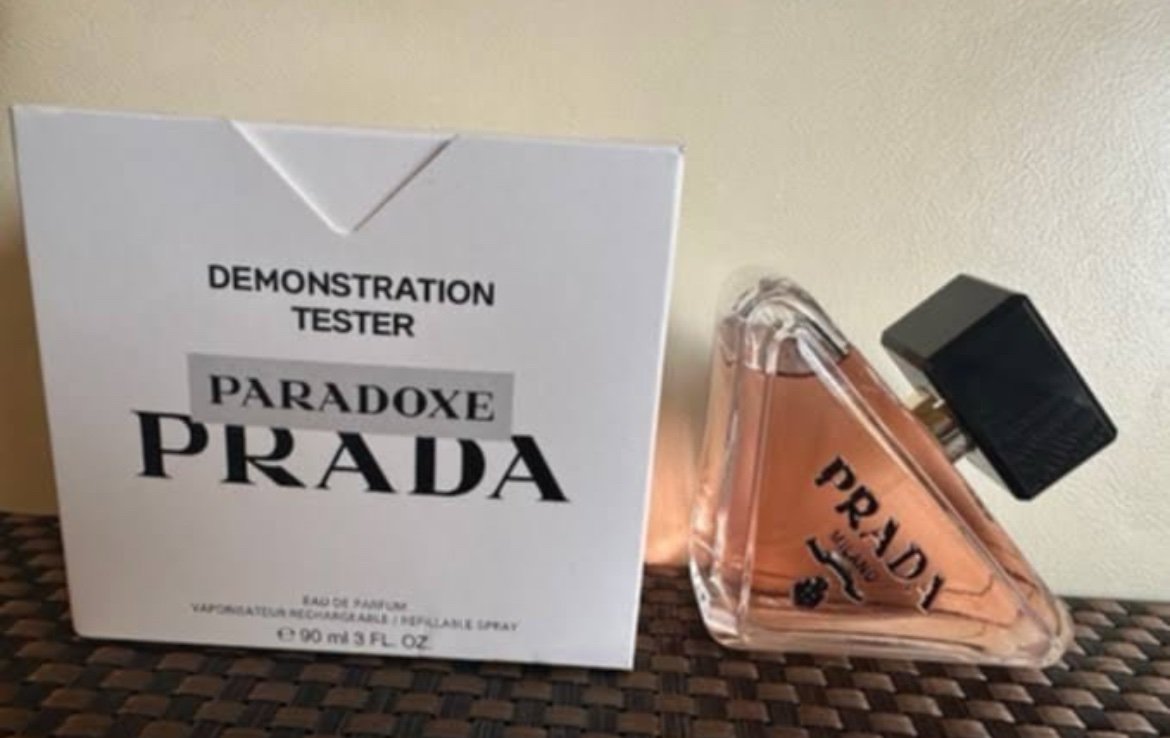 DEMONSTRATION
TESTER
PARADOXE
PRADA
EAU DE PARFUM
VAPORISATEUR RECHARGEABLE / REFILLABLE SPRAY
℮ 90 ml 3 FL. OZ.
PRADA
MILANO